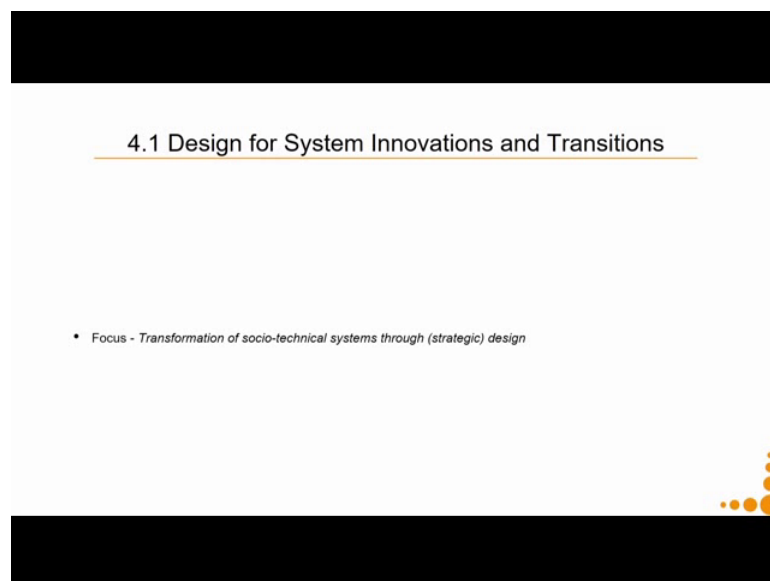 4.1 Design for System Innovations and Transitions
• Focus - Transformation of socio-technical systems through (strategic) design